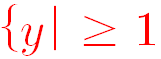 {y| ≥ 1